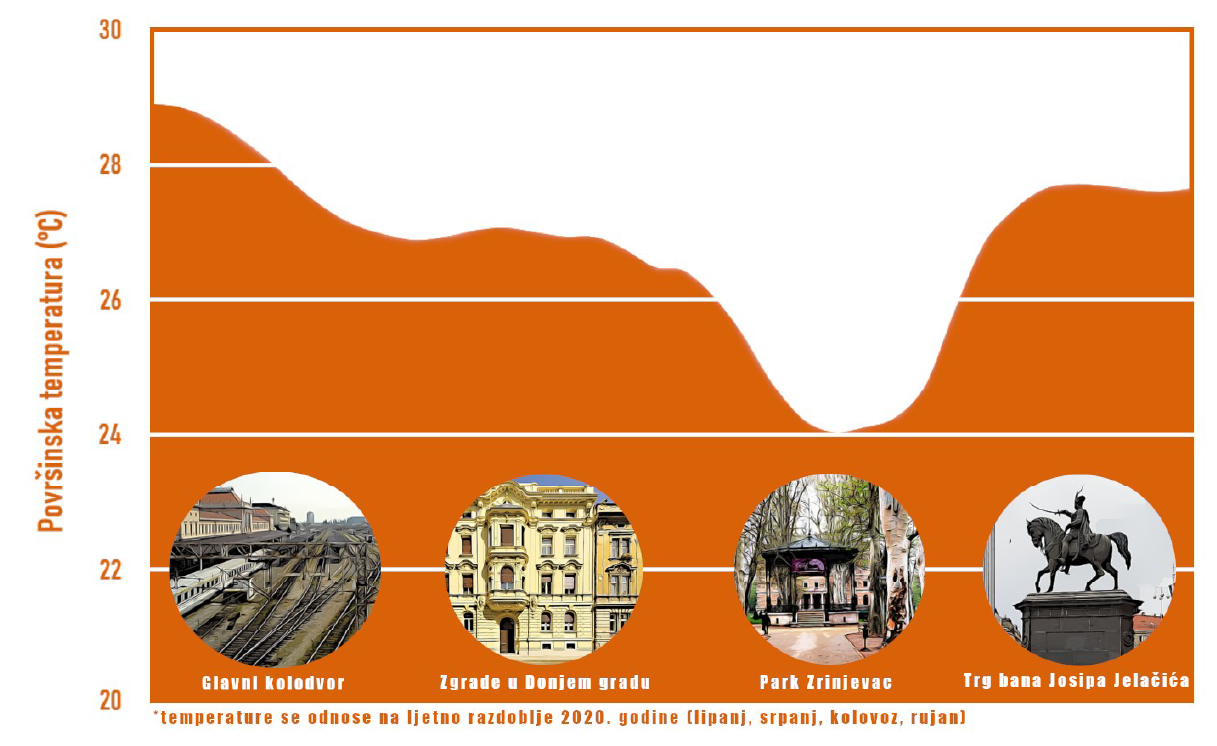 30
28
26
24
22
20
Površinska temperatura (ºC)
Glavni kolodvor
Zgrade u Donjem gradu
Park Zrinjevac
Trg bana Josipa Jelačića
*temperature se odnose na ljetno razdoblje 2020. godine (lipanj, srpanj, kolovoz, rujan)